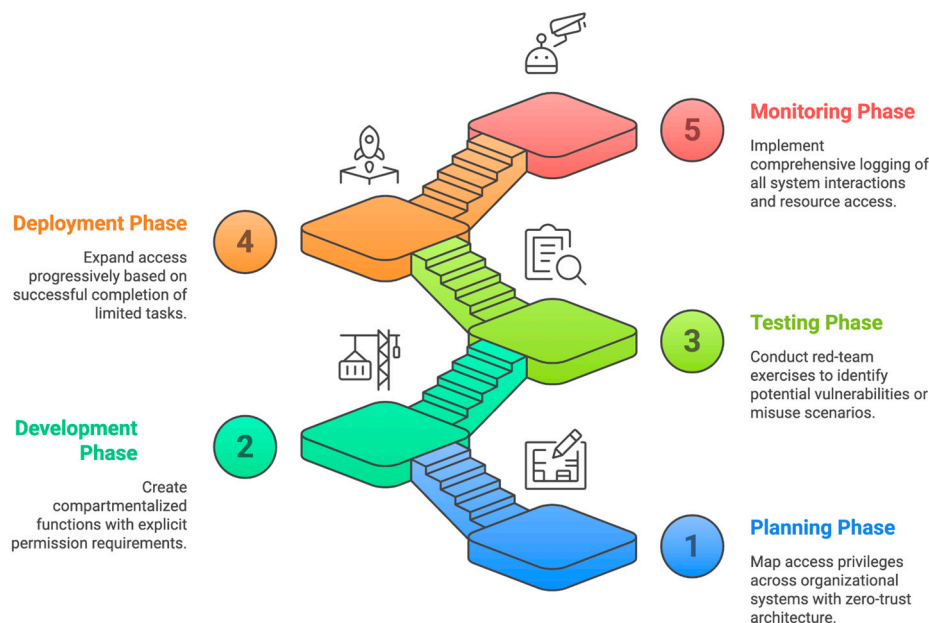 5
Monitoring Phase
Implement
comprehensive logging of
all system interactions
and resource access.
Deployment Phase
4
Expand access
progressively based on
successful completion of
limited tasks.
3
Testing Phase
Conduct red-team
exercises to identify
potential vulnerabilities or
misuse scenarios.
Development
Phase
2
Create
compartmentalized
functions with explicit
permission requirements.
1
Planning Phase
Map access privileges
across organizational
systems with zero-trust
architecture.